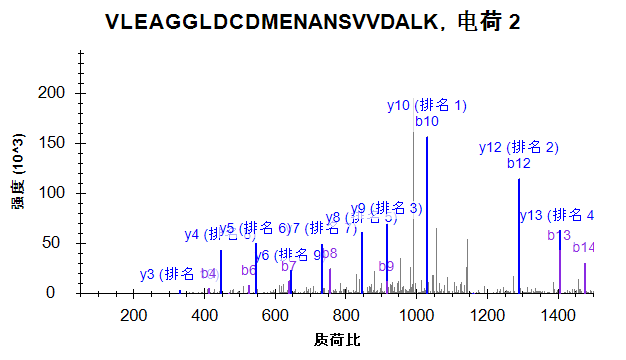 VLEAGGLDCDMENANSVVDALK, 电荷 2
强度 (10^3)
200
150
100
50
0
y10 (排名 1)
b10
y12 (排名 2)
b12
y9 (排名 3)
y8 (排名 5)
y13 (排名 4
b13
b14
y4 (排名
y5 (排名 6)
y7 (排名 7)
y6 (排名 9)
b7
b8
b9
y3 (排名
b4
b6
200
400
600
800
1000
1200
1400
质荷比